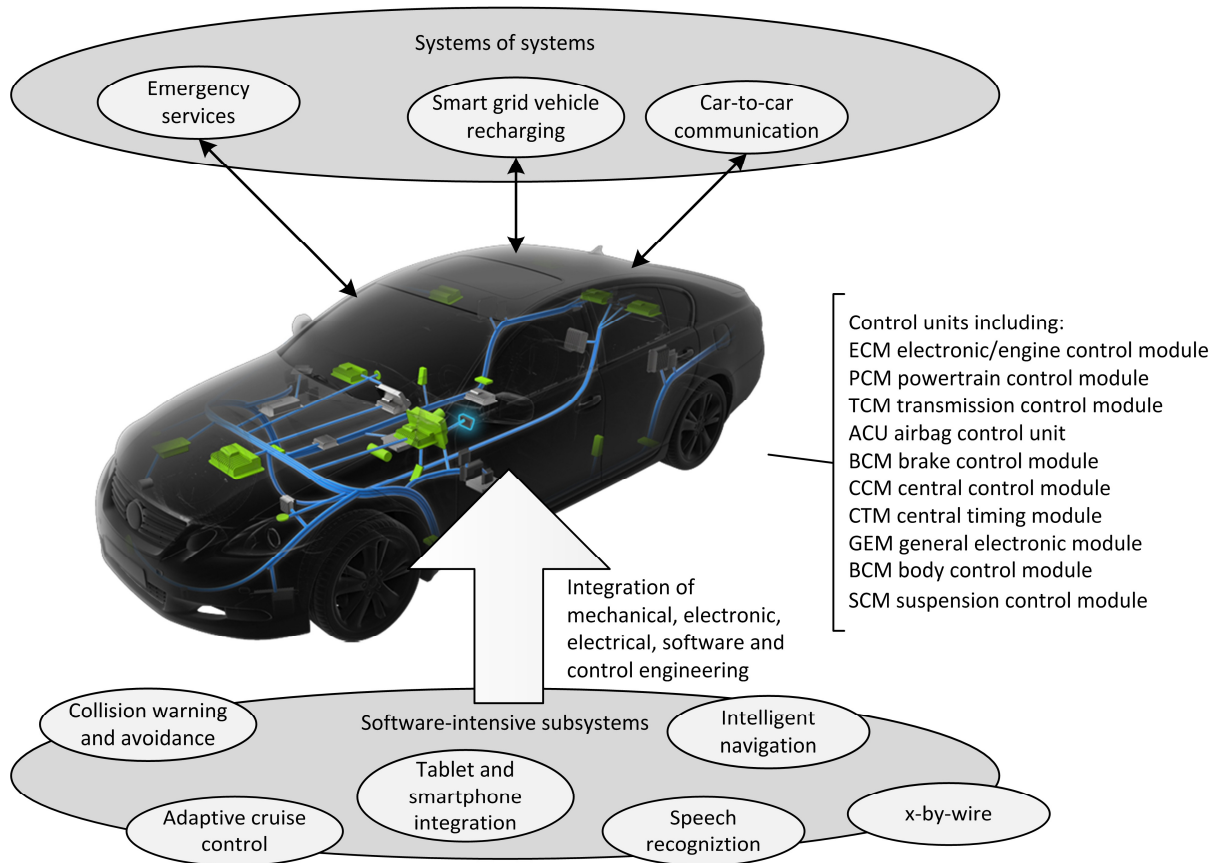 Systems of systems
Emergency
services
Smart grid vehicle
recharging
Car-to-car
communication
Control units including:
ECM electronic/engine control module
PCM powertrain control module
TCM transmission control module
ACU airbag control unit
BCM brake control module
CCM central control module
CTM central timing module
GEM general electronic module
BCM body control module
SCM suspension control module
Integration of
mechanical, electronic,
electrical, software and
control engineering
Software-intensive subsystems
Collision warning
and avoidance
Intelligent
navigation
Tablet and
smartphone
integration
Adaptive cruise
control
Speech
recogniztion
x-by-wire